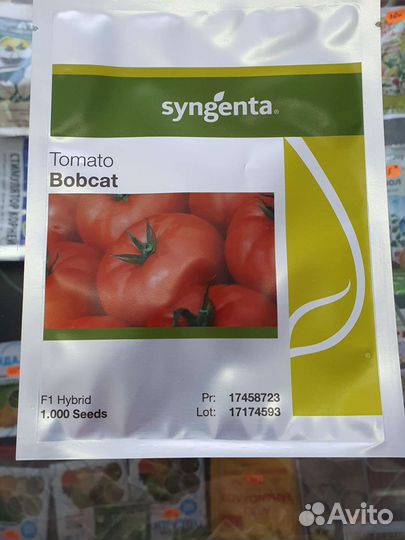 syngenta®
Tomato
Bobcat
F1 Hybrid
1.000 Seeds
Pr: 17458723
Lot: 17174593
Avito